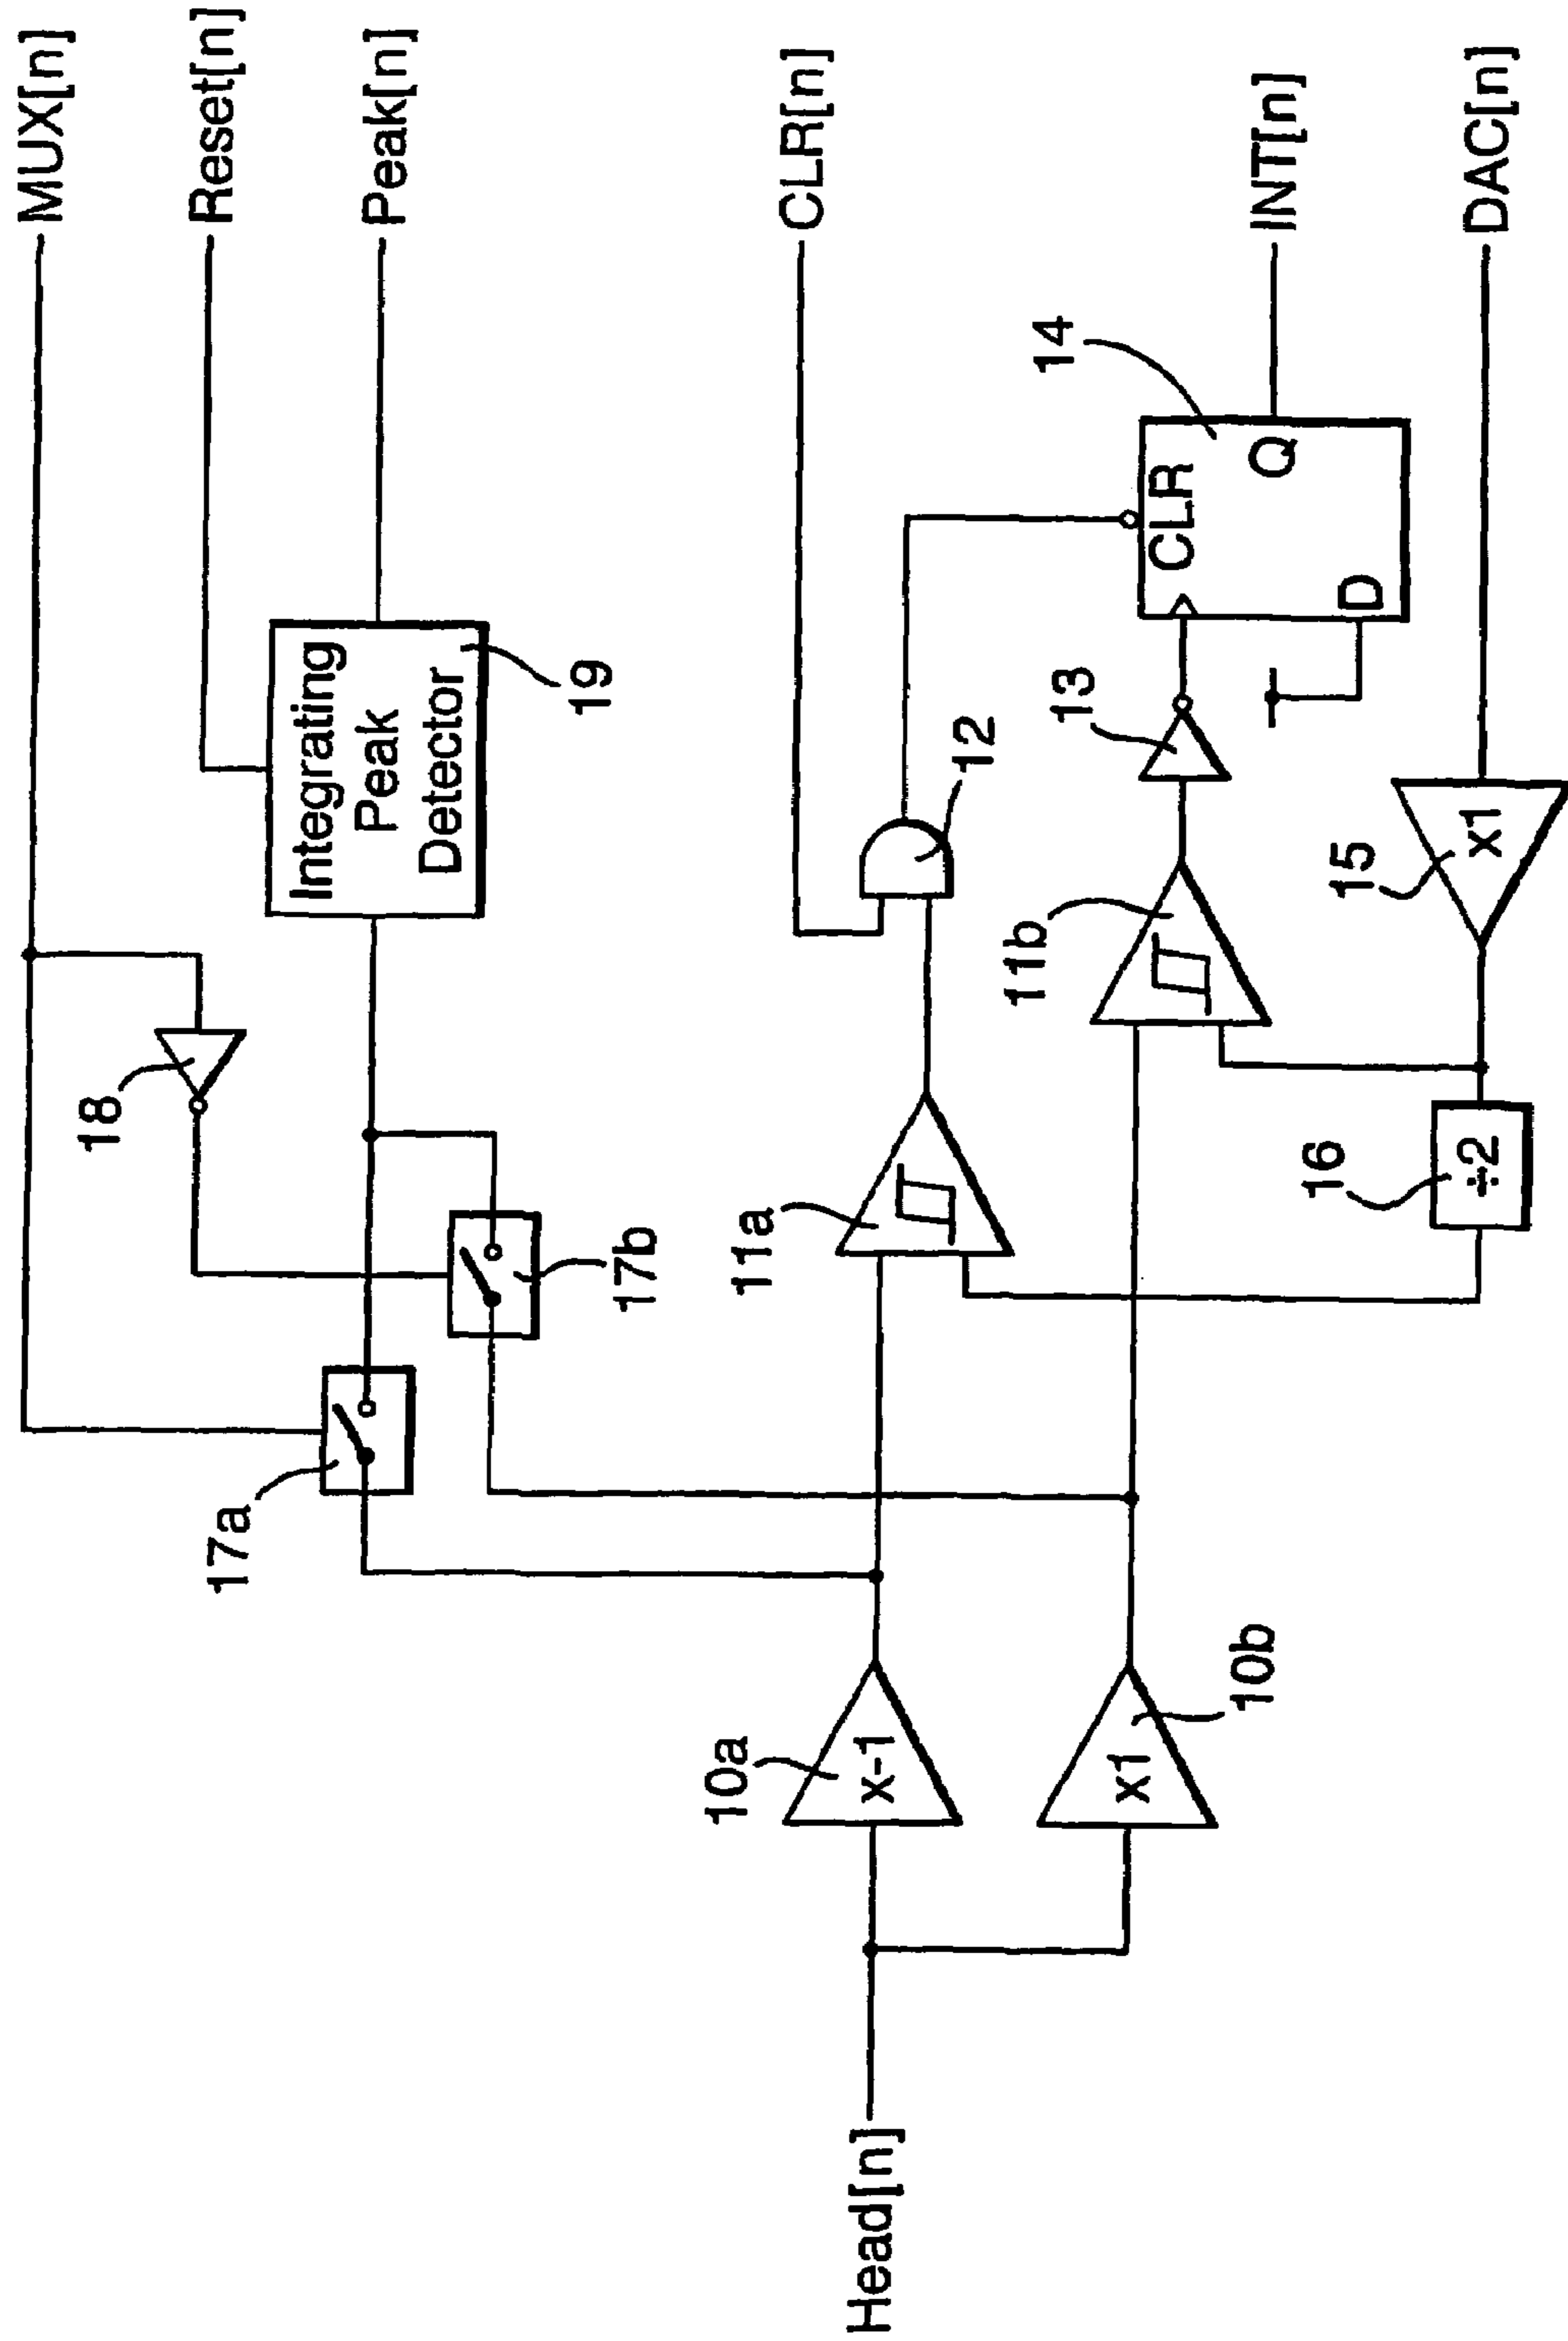 MUX[n]
Reset[n]
Peak[n]
18
Integrating
Peak
Detector
19
17a
17b
CLR[n]
10a
x-1
11a
12
14
CLR
Q
D
INT[n]
Head[n]
x1
10b
11b
13
DAC[n]
15
x1
16
÷2